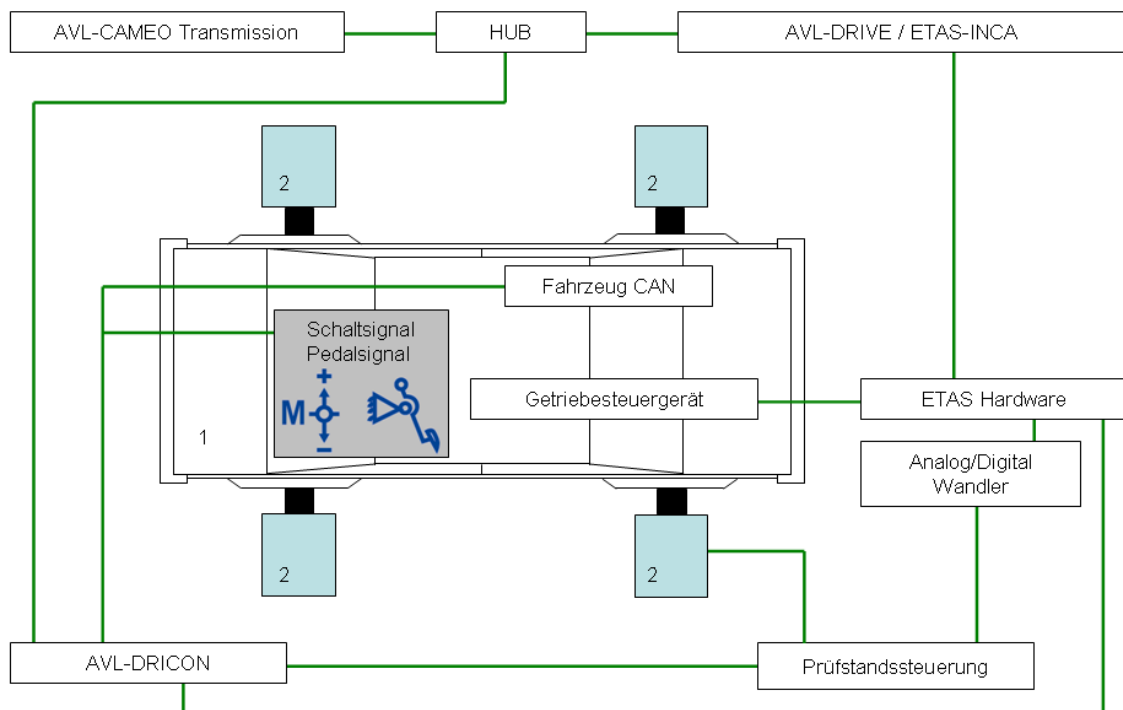 AVL-CAMEO Transmission
HUB
AVL-DRIVE / ETAS-INCA
2
2
Fahrzeug CAN
Schaltsignal
Pedalsignal
+
M
–
1
Getriebesteuergerät
ETAS Hardware
Analog/Digital
Wandler
2
2
AVL-DRICON
Prüfstandssteuerung